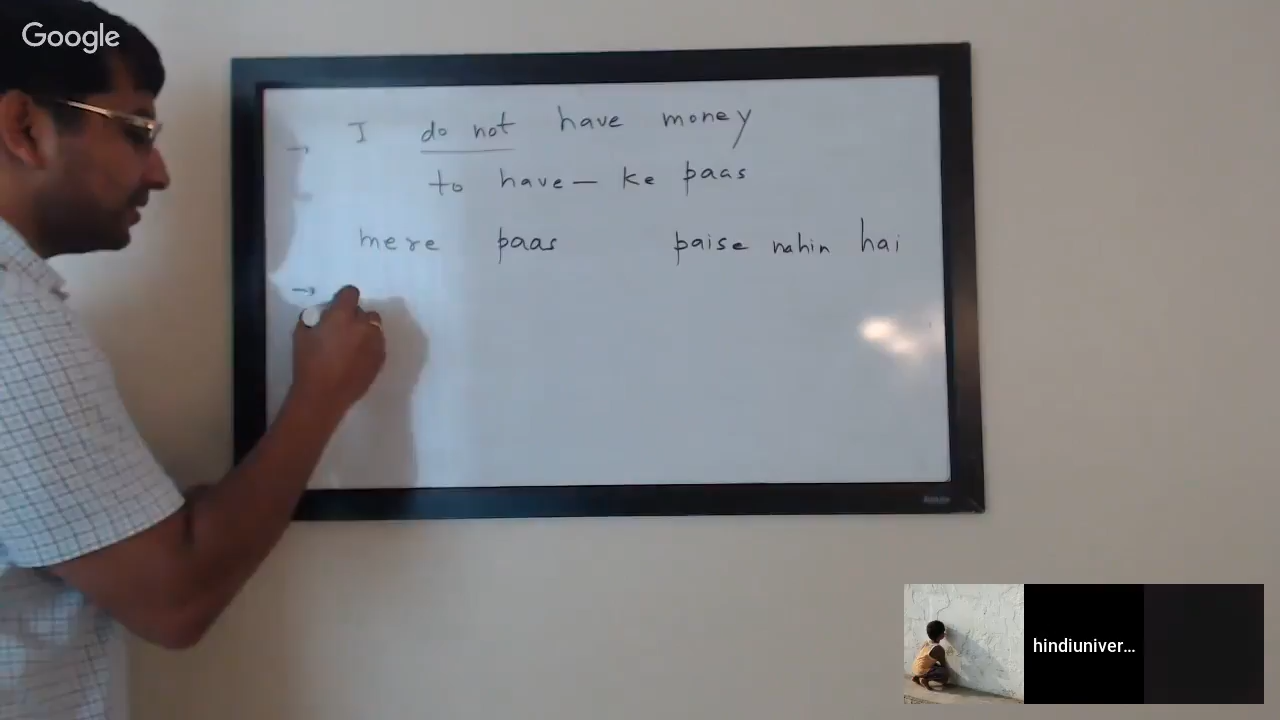 Google
→ I do not have money
to have — ke paas
mere paas paise nahin hai
→
hindiuniver...